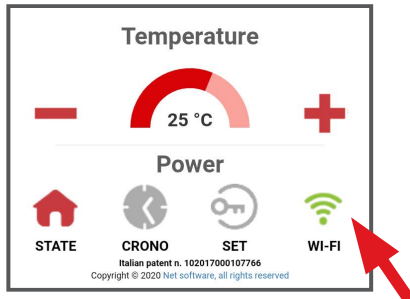 Temperature
25 °C
Power
STATE CRONO SET WI-FI
Italian patent n. 102017000107766
Copyright © 2020 Net software, all rights reserved